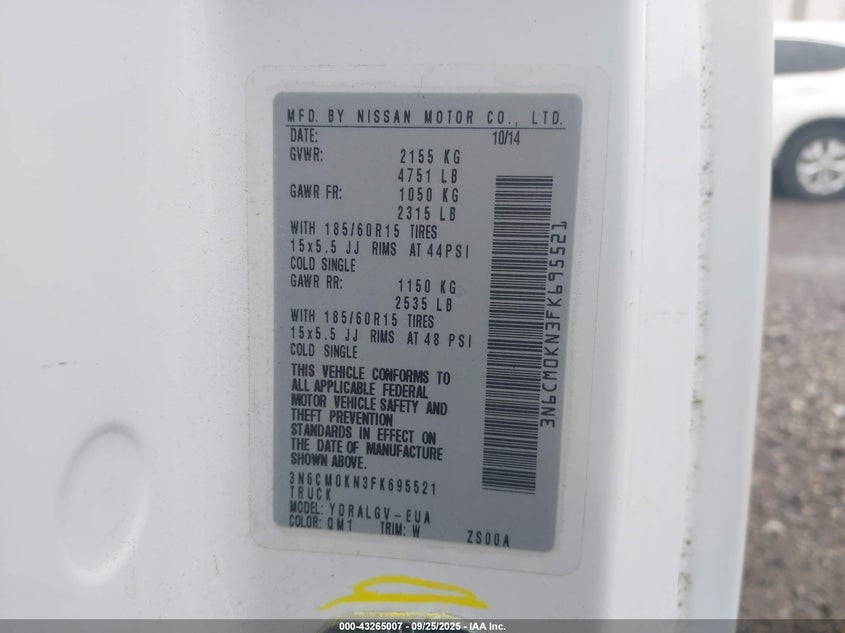 MFD. BY NISSAN MOTOR CO., LTD.
DATE: 10/14
GVWR: 2155 KG
4751 LB
GAWR FR: 1050 KG
2315 LB
WITH 185/60R15 TIRES
15x5.5 JJ RIMS AT 44PSI
COLD SINGLE
GAWR RR: 1150 KG
2535 LB
WITH 185/60R15 TIRES
15x5.5 JJ RIMS AT 48 PSI
COLD SINGLE
THIS VEHICLE CONFORMS TO
ALL APPLICABLE FEDERAL
MOTOR VEHICLE SAFETY AND
THEFT PREVENTION
STANDARDS IN EFFECT ON
THE DATE OF MANUFACTURE
SHOWN ABOVE.
3N6CM0KN3FK695521
TRUCK
MODEL: YDRALGV-EUA
COLOR: QM1 TRIM: W ZS00A
3N6CM0KN3FK695521
000-43265007 - 09/25/2025 - IAA Inc.